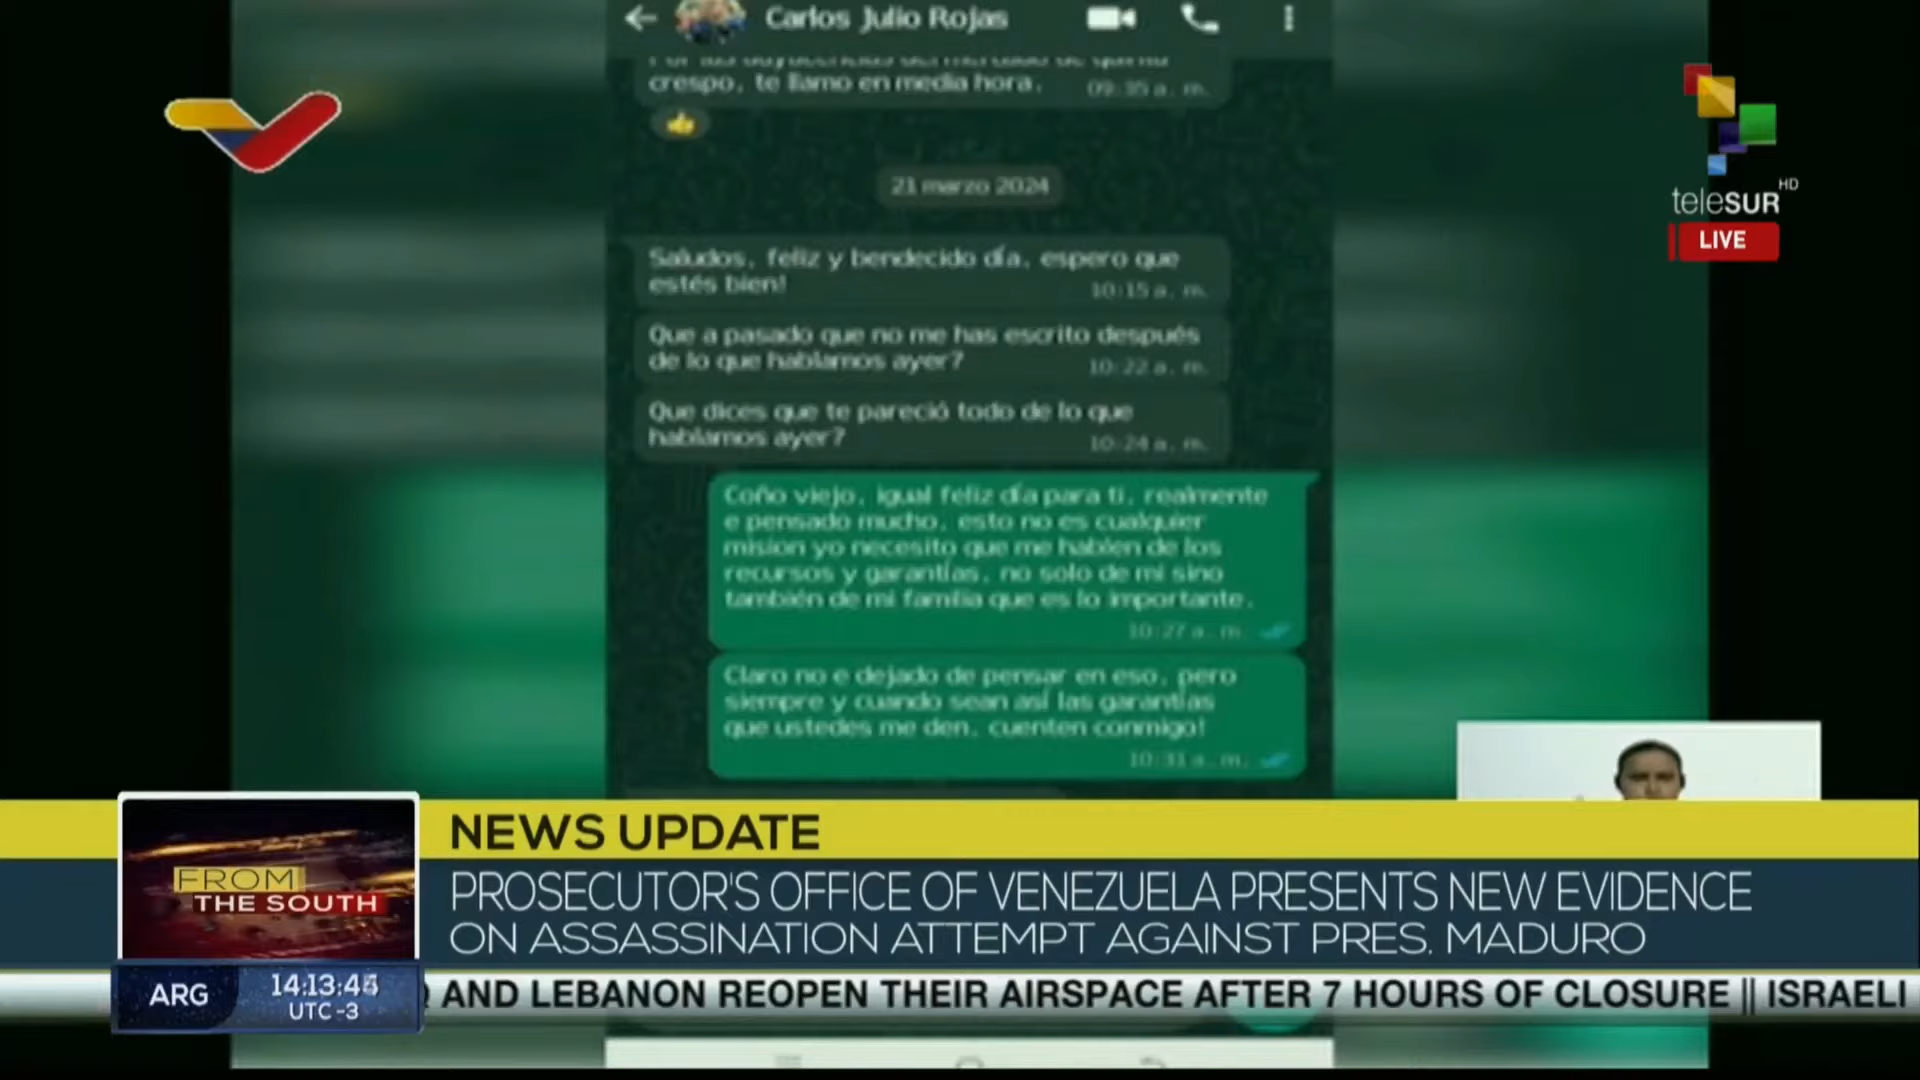 Carlos Julio Rojas
crespo, te llamo en media hora. 09:35 a. m.
21 marzo 2024
Saludos, feliz y bendecido día, espero que
estés bien! 10:15 a. m.
Que a pasado que no me has escrito después
de lo que hablamos ayer? 10:22 a. m.
Que dices que te pareció todo de lo que
hablamos ayer? 10:24 a. m.
Coño viejo, igual feliz día para ti, realmente
e pensado mucho, esto no es cualquier
mision yo necesito que me hablen de los
recursos y garantías, no solo de mi sino
también de mi familia que es lo importante.
10:27 a. m.
Claro no e dejado de pensar en eso, pero
siempre y cuando sean así las garantías
que ustedes me den, cuenten conmigo!
10:31 a. m.
teleSUR HD
LIVE
NEWS UPDATE
FROM
THE SOUTH
PROSECUTOR'S OFFICE OF VENEZUELA PRESENTS NEW EVIDENCE
ON ASSASSINATION ATTEMPT AGAINST PRES. MADURO
ARG 14:13:45
UTC -3
AND LEBANON REOPEN THEIR AIRSPACE AFTER 7 HOURS OF CLOSURE || ISRAELI